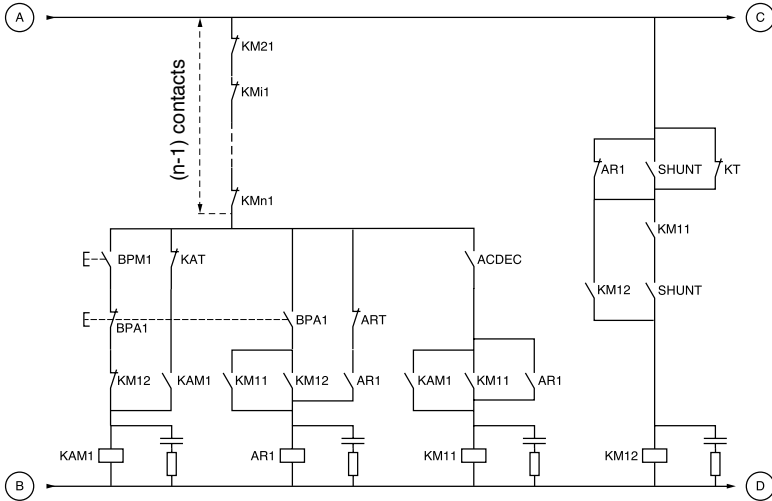 A
C
KM21
KMi1
(n-1) contacts
KMn1
AR1 SHUNT KT
KM11
BPM1 KAT ACDEC
KM12 SHUNT
BPA1 BPA1 ART
KM12 KAM1 KM11 KM12 AR1 KAM1 KM11 AR1
KAM1 AR1 KM11 KM12
B
D